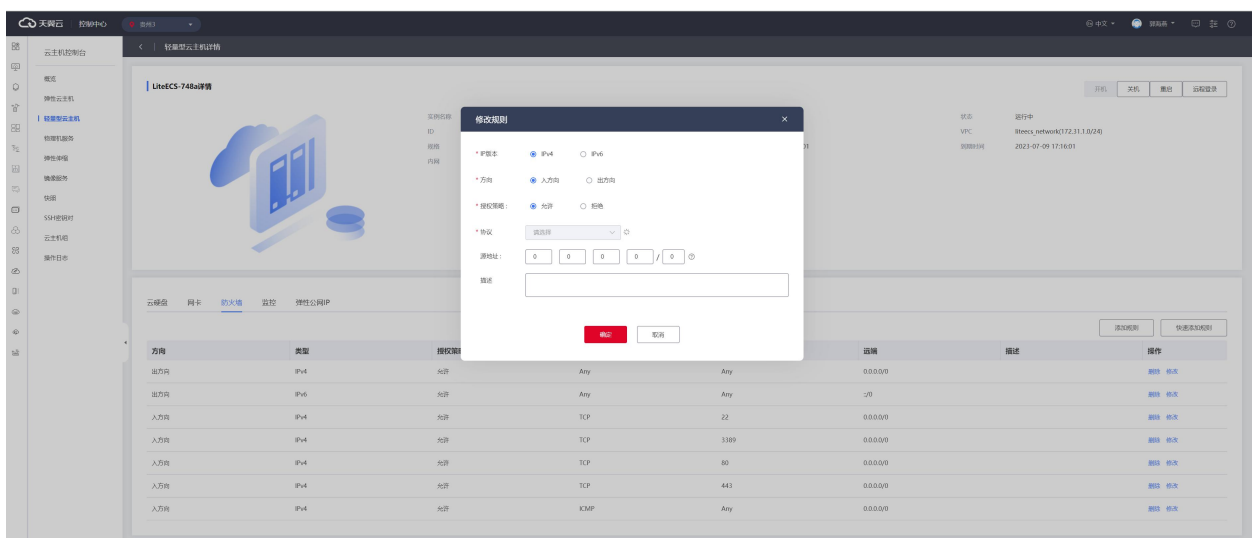 天翼云 控制中心 贵州3 中文
云主机控制台 轻量型云主机详情
概览
弹性云主机
轻量型云主机
物理机服务
弹性伸缩
镜像服务
快照
SSH密钥对
云主机组
操作日志
LiteECS-748a详情
开机 关机 重启 远程登录
实例名称 状态 运行中
ID VPC liteecs_network(172.31.1.0/24)
规格 到期时间 2023-07-09 17:16:01
内网
修改规则 ×
* IP版本 IPv4 IPv6
* 方向 入方向 出方向
* 授权策略: 允许 拒绝
* 协议 请选择
源地址: 0 0 0 0 / 0
描述
确定 取消
云硬盘 网卡 防火墙 监控 弹性公网IP
添加规则 快速添加规则
方向 类型 授权策略 远端 描述 操作
出方向 IPv4 允许 Any Any 0.0.0.0/0 删除 修改
出方向 IPv6 允许 Any Any ::/0 删除 修改
入方向 IPv4 允许 TCP 22 0.0.0.0/0 删除 修改
入方向 IPv4 允许 TCP 3389 0.0.0.0/0 删除 修改
入方向 IPv4 允许 TCP 80 0.0.0.0/0 删除 修改
入方向 IPv4 允许 TCP 443 0.0.0.0/0 删除 修改
入方向 IPv4 允许 ICMP Any 0.0.0.0/0 删除 修改